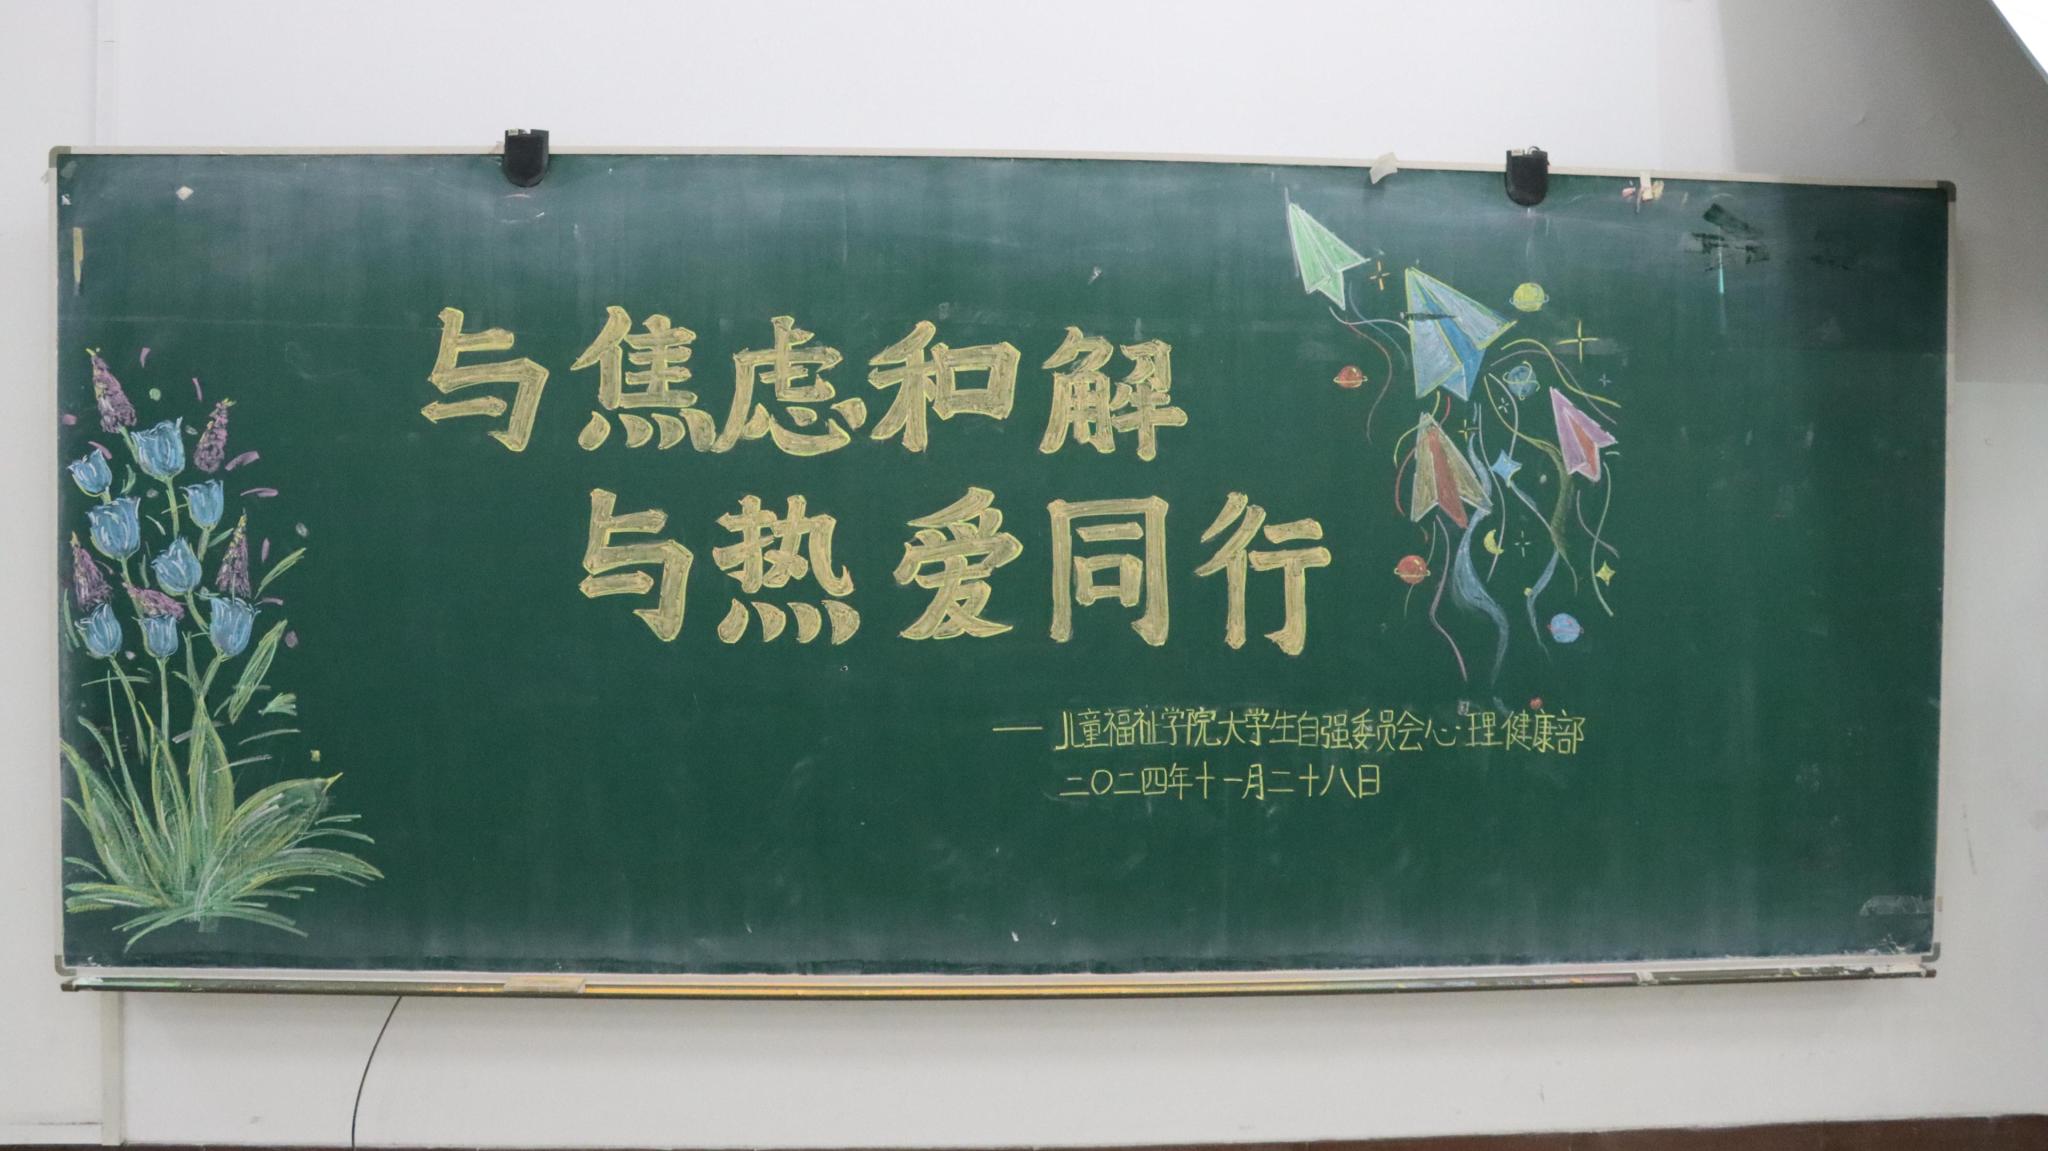 与焦虑和解
与热爱同行
—— 儿童福祉学院大学生自强委员会心理健康部
二〇二四年十一月二十八日